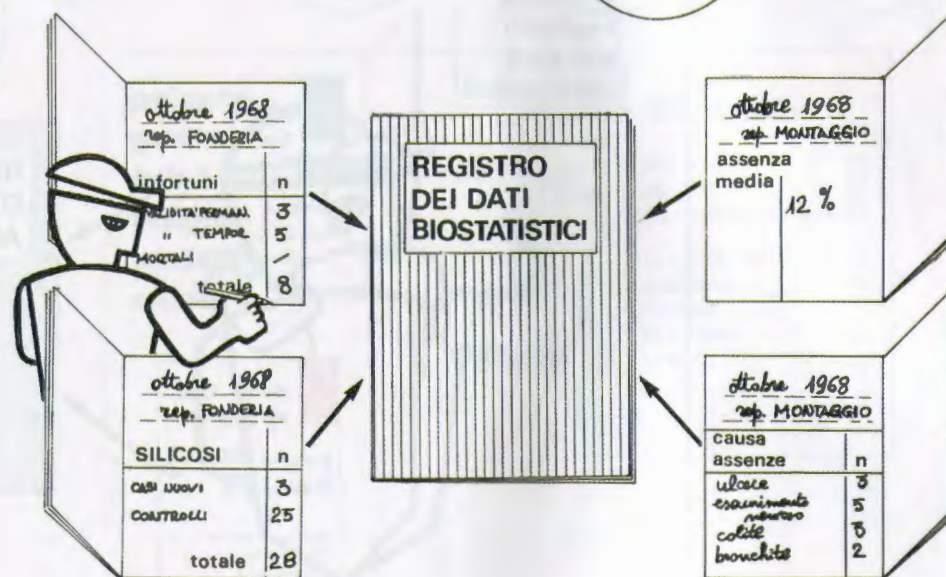 ottobre 1968
rep. FONDERIA
infortuni n
PERMAN. 3
" TEMPOR. 5
MORTALI /
totale 8
REGISTRO
DEI DATI
BIOSTATISTICI
ottobre 1968
rep. MONTAGGIO
assenza
media
12 %
ottobre 1968
rep. FONDERIA
SILICOSI n
CASI NUOVI 3
CONTROLLI 25
totale 28
ottobre 1968
rep. MONTAGGIO
causa
assenze n
ulcere 3
esaurimento 5
nervoso
colite
bronchite 2